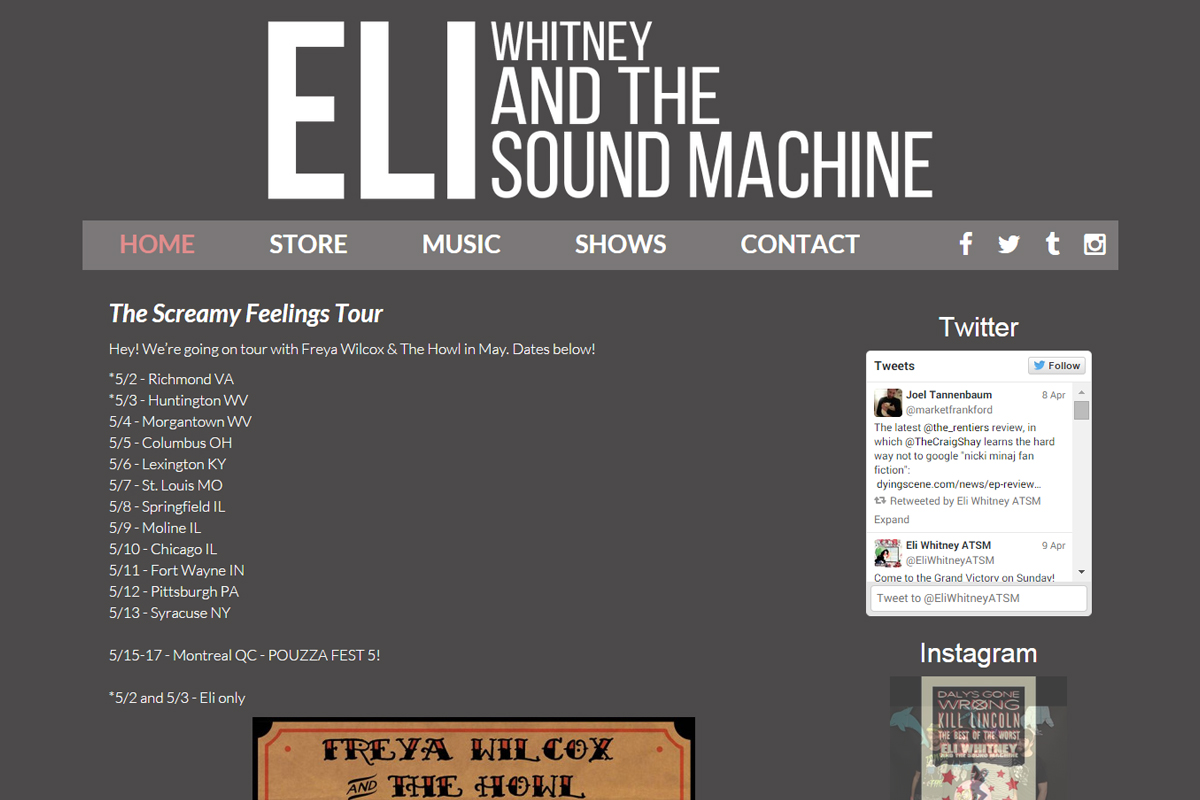 ELI
WHITNEY
AND THE
SOUND MACHINE
HOME STORE MUSIC SHOWS CONTACT
The Screamy Feelings Tour
Hey! We're going on tour with Freya Wilcox & The Howl in May. Dates below!
*5/2 - Richmond VA
*5/3 - Huntington WV
5/4 - Morgantown WV
5/5 - Columbus OH
5/6 - Lexington KY
5/7 - St. Louis MO
5/8 - Springfield IL
5/9 - Moline IL
5/10 - Chicago IL
5/11 - Fort Wayne IN
5/12 - Pittsburgh PA
5/13 - Syracuse NY
5/15-17 - Montreal QC - POUZZA FEST 5!
*5/2 and 5/3 - Eli only
FREYA WILCOX
AND THE HOWL
Twitter
Tweets Follow
Joel Tannenbaum 8 Apr
@marketfrankford
The latest @the_rentiers review, in
which @TheCraigShay learns the hard
way not to google "nicki minaj fan
fiction":
dyingscene.com/news/ep-review…
Retweeted by Eli Whitney ATSM
Expand
Eli Whitney ATSM 9 Apr
@EliWhitneyATSM
Come to the Grand Victory on Sunday!
Tweet to @EliWhitneyATSM
Instagram
DALY'S GONE
WRONG
KILL LINCOLN
THE BEST OF THE WORST
ELI WHITNEY
AND THE SOUND MACHINE